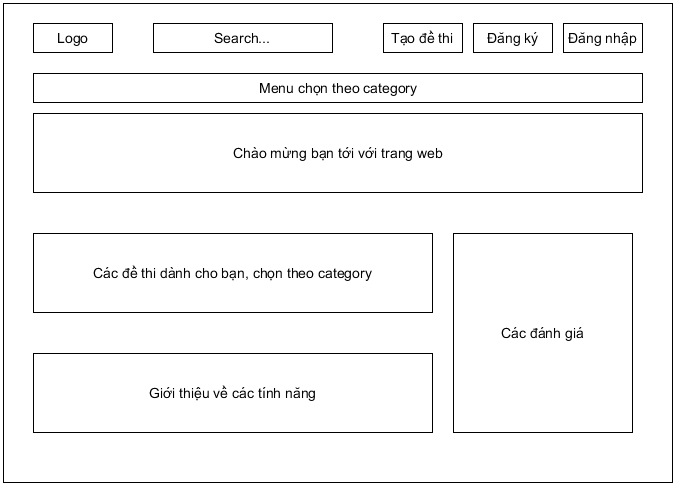 Logo
Search...
Tạo đề thi
Đăng ký
Đăng nhập
Menu chọn theo category
Chào mừng bạn tới với trang web
Các đề thi dành cho bạn, chọn theo category
Các đánh giá
Giới thiệu về các tính năng